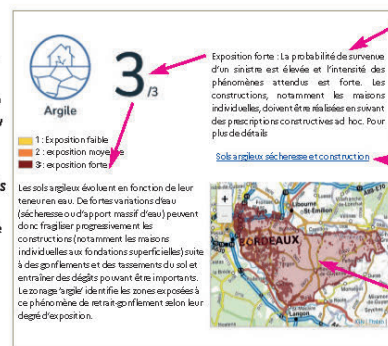 Argile
3/3
1 : Exposition faible
2 : exposition moyenne
3 : exposition forte
Les sols argileux évoluent en fonction de leur
teneur en eau. De fortes variations d'eau
(sécheresse ou d'apport massif d'eau) peuvent
donc fragiliser progressivement les
constructions (notamment les maisons
individuelles aux fondations superficielles) suite
à des gonflements et des tassements du sol et
entraîner des dégâts pouvant être importants.
Le zonage 'argile' identifie les zones exposées à
ce phénomène de retrait-gonflement selon leur
degré d'exposition.
Exposition forte : La probabilité de survenue
d'un sinistre est élevée et l'intensité des
phénomènes attendus est forte. Les
constructions, notamment les maisons
individuelles, doivent être réalisées en suivant
des prescriptions constructives ad hoc. Pour
plus de détails
Sols argileux sécheresse et construction
+
Libourne
St-Émilion
BORDEAUX
Langon